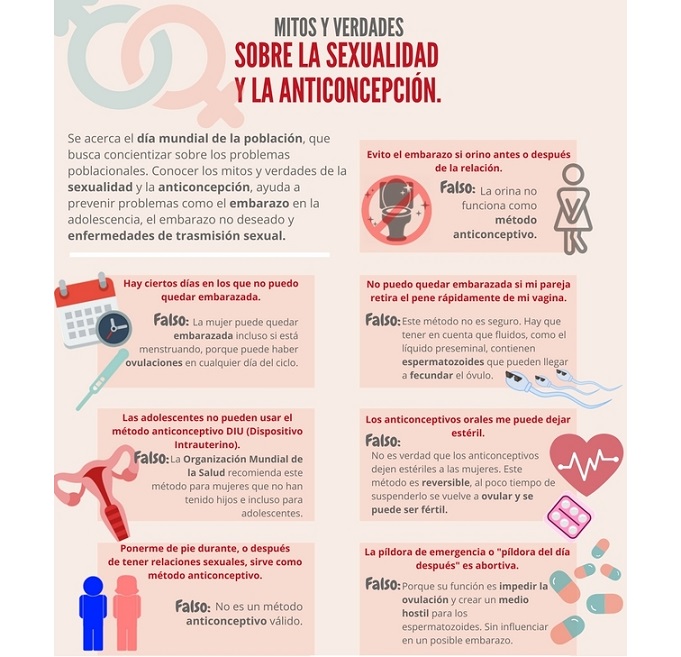 MITOS Y VERDADES
SOBRE LA SEXUALIDAD
Y LA ANTICONCEPCIÓN.
Se acerca el día mundial de la población, que
busca concientizar sobre los problemas
poblacionales. Conocer los mitos y verdades de la
sexualidad y la anticoncepción, ayuda a
prevenir problemas como el embarazo en la
adolescencia, el embarazo no deseado y
enfermedades de trasmisión sexual.
Evito el embarazo si orino antes o después
de la relación.
Falso: La orina no
funciona como
método
anticonceptivo.
Hay ciertos días en los que no puedo
quedar embarazada.
Falso: La mujer puede quedar
embarazada incluso si está
menstruando, porque puede haber
ovulaciones en cualquier día del ciclo.
No puedo quedar embarazada si mi pareja
retira el pene rápidamente de mi vagina.
Falso: Este método no es seguro. Hay que
tener en cuenta que fluidos, como el
líquido preseminal, contienen
espermatozoides que pueden llegar
a fecundar el óvulo.
Las adolescentes no pueden usar el
método anticonceptivo DIU (Dispositivo
Intrauterino).
Falso: La Organización Mundial de
la Salud recomienda este
método para mujeres que no han
tenido hijos e incluso para
adolescentes.
Los anticonceptivos orales me puede dejar
estéril.
Falso:
No es verdad que los anticonceptivos
dejen estériles a las mujeres. Este
método es reversible, al poco tiempo de
suspenderlo se vuelve a ovular y se
puede ser fértil.
Ponerme de pie durante, o después
de tener relaciones sexuales, sirve como
método anticonceptivo.
Falso: No es un método
anticonceptivo válido.
La píldora de emergencia o "píldora del día
después" es abortiva.
Falso: Porque su función es impedir la
ovulación y crear un medio
hostil para los
espermatozoides. Sin influenciar
en un posible embarazo.